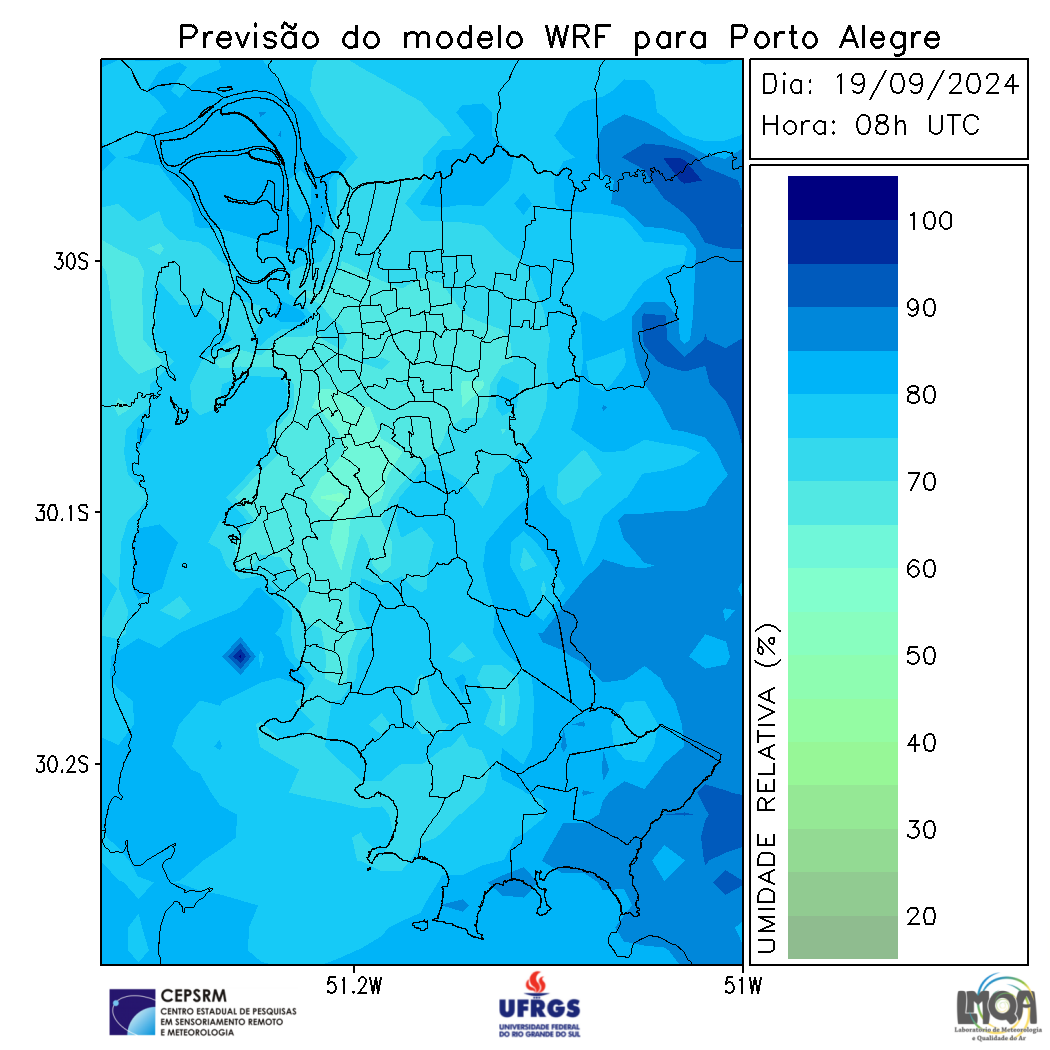 Previsão do modelo WRF para Porto Alegre
Dia: 19/09/2024
Hora: 08h UTC
30S
30.1S
30.2S
51.2W
51W
100
90
80
70
60
50
40
30
20
UMIDADE RELATIVA (%)
CEPSRM
CENTRO ESTADUAL DE PESQUISAS
EM SENSORIAMENTO REMOTO
E METEOROLOGIA
UFRGS
UNIVERSIDADE FEDERAL
DO RIO GRANDE DO SUL
LMQA
Laboratório de Meteorologia
e Qualidade do Ar